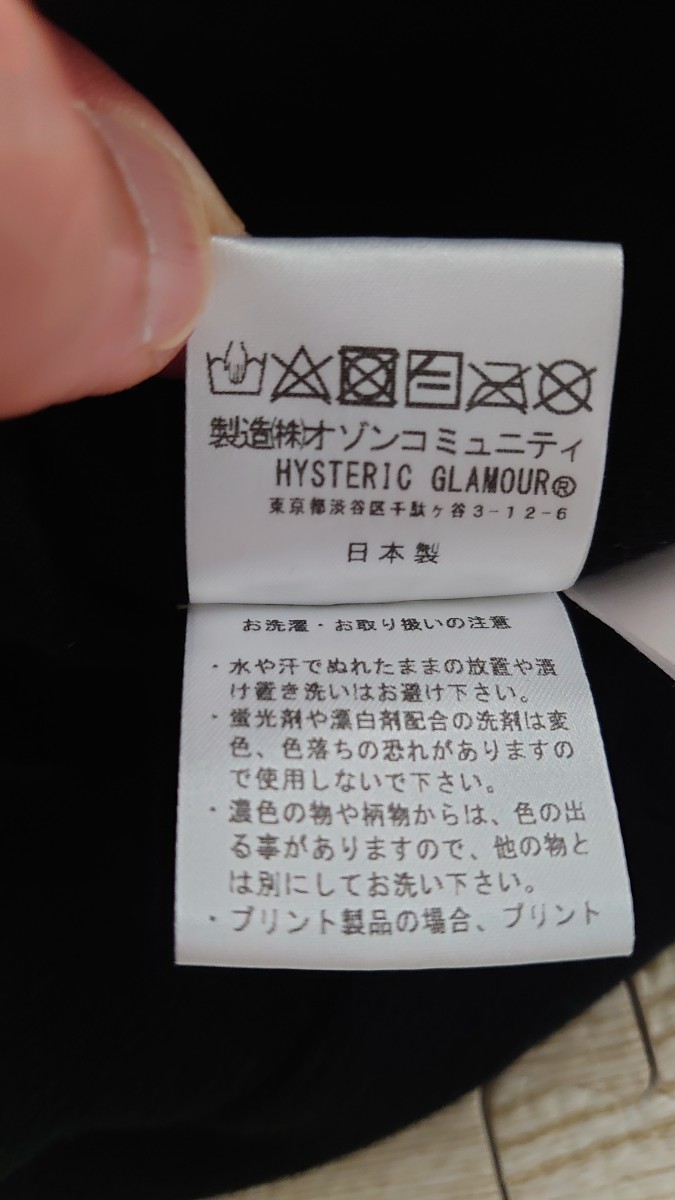 製造㈱オゾンコミュニティ
HYSTERIC GLAMOUR®
東京都渋谷区千駄ヶ谷3-12-6
日本製
お洗濯・お取り扱いの注意
・水や汗でぬれたままの放置や漬
け置き洗いはお避け下さい。
・蛍光剤や漂白剤配合の洗剤は変
色、色落ちの恐れがありますの
で使用しないで下さい。
・濃色の物や柄物からは、色の出
る事がありますので、他の物と
は別にしてお洗い下さい。
・プリント製品の場合、プリント